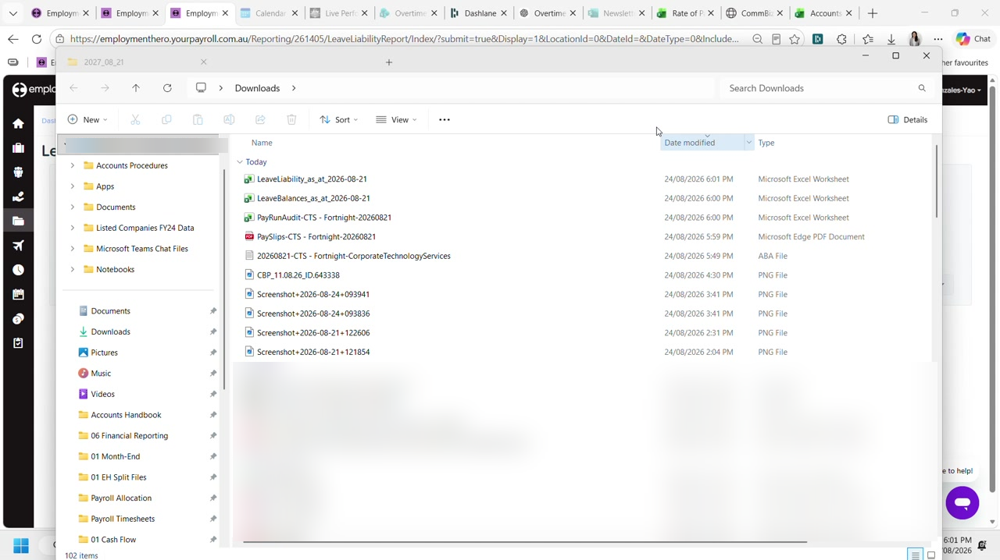 Employm
Employm
Employm
Calendar
Live Perfo
Overtime
Dashlane
Overtime
Newslett
Rate of P
CommBiz
Accounts
https://employmenthero.yourpayroll.com.au/Reporting/261405/LeaveLiabilityReport/Index/?submit=true&Display=1&LocationId=0&DateId=&DateType=0&Include...
Chat
2027_08_21
her favourites
Downloads
Search Downloads
emplo
nzales-Yao
New
Sort
View
Details
Das
Le
Name
Date modified
Type
Today
Accounts Procedures
Apps
Documents
Listed Companies FY24 Data
Microsoft Teams Chat Files
Notebooks
Documents
Downloads
Pictures
Music
Videos
Accounts Handbook
06 Financial Reporting
01 Month-End
01 EH Split Files
Payroll Allocation
Payroll Timesheets
01 Cash Flow
LeaveLiability_as_at_2026-08-21 24/08/2026 6:01 PM Microsoft Excel Worksheet
LeaveBalances_as_at_2026-08-21 24/08/2026 6:00 PM Microsoft Excel Worksheet
PayRunAudit-CTS - Fortnight-20260821 24/08/2026 6:00 PM Microsoft Excel Worksheet
PaySlips-CTS - Fortnight-20260821 24/08/2026 5:59 PM Microsoft Edge PDF Document
20260821-CTS - Fortnight-CorporateTechnologyServices 24/08/2026 5:49 PM ABA File
CBP_11.08.26_ID.643338 24/08/2026 4:30 PM PNG File
Screenshot+2026-08-24+093941 24/08/2026 3:41 PM PNG File
Screenshot+2026-08-24+093836 24/08/2026 3:41 PM PNG File
Screenshot+2026-08-21+122606 24/08/2026 2:31 PM PNG File
Screenshot+2026-08-21+121854 24/08/2026 2:04 PM PNG File
e to help!
102 items
6:01 PM
/08/2026